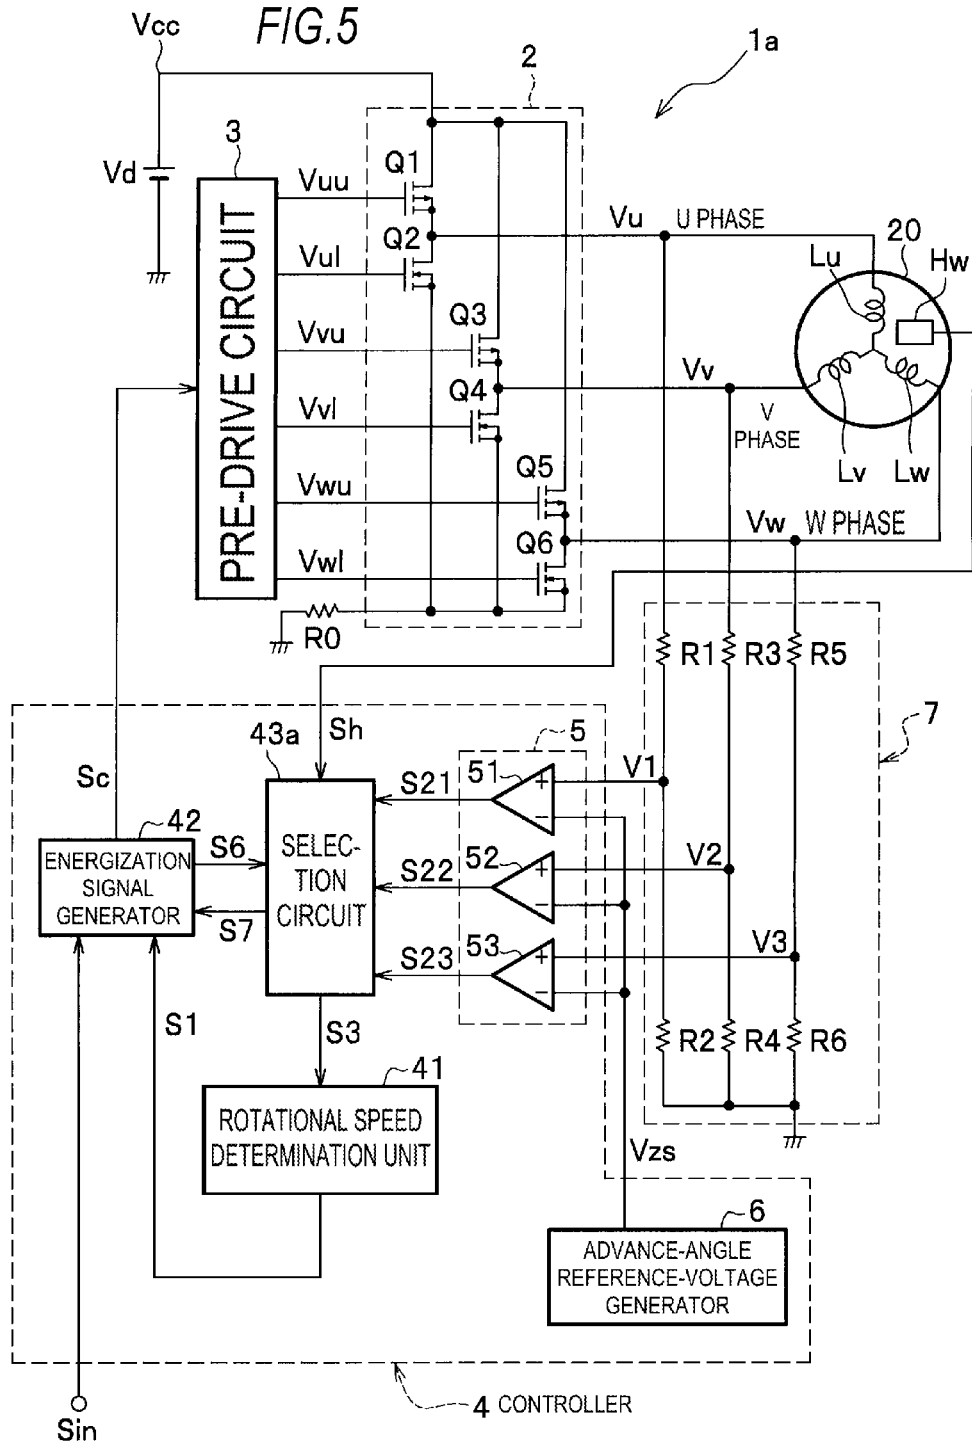 FIG.5
Vcc
1a
2
3
Vd
Q1
Vuu
Vu
U PHASE
20
Q2
Vul
Lu
Hw
Q3
Vvu
PRE-DRIVE CIRCUIT
Vv
Q4
Vvl
V
PHASE
Lv
Lw
Q5
Vwu
Vw
W PHASE
Q6
Vwl
R0
R1
R3
R5
7
Sh
43a
5
Sc
51
V1
S21
42
S6
SELEC-
TION
CIRCUIT
ENERGIZATION
SIGNAL
GENERATOR
52
V2
S22
S7
53
V3
S23
S1
S3
R2
R4
R6
41
ROTATIONAL SPEED
DETERMINATION UNIT
Vzs
6
ADVANCE-ANGLE
REFERENCE-VOLTAGE
GENERATOR
4 CONTROLLER
Sin